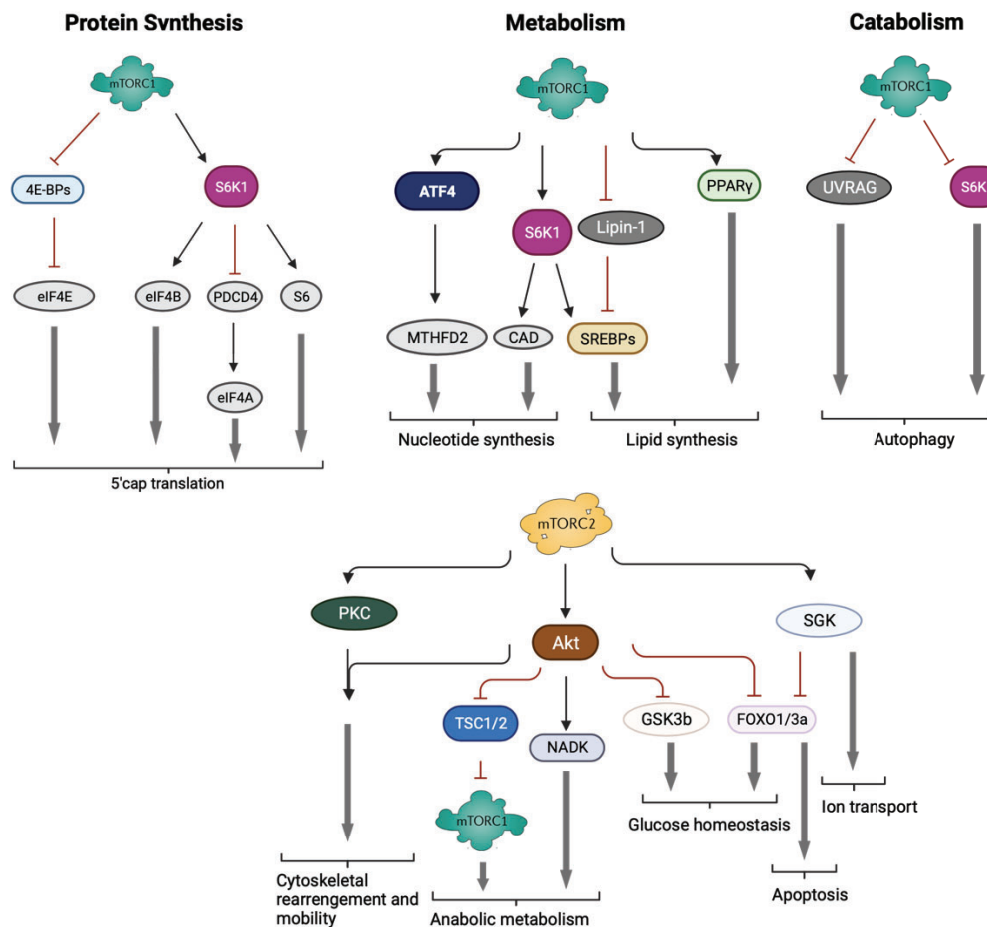 Protein Synthesis
Metabolism
Catabolism
mTORC1
mTORC1
mTORC1
4E-BPs
S6K1
ATF4
PPARγ
UVRAG
S6K
S6K1
Lipin-1
eIF4E
eIF4B
PDCD4
S6
MTHFD2
CAD
SREBPs
eIF4A
Nucleotide synthesis
Lipid synthesis
Autophagy
5'cap translation
mTORC2
PKC
SGK
Akt
TSC1/2
GSK3b
FOXO1/3a
NADK
mTORC1
Ion transport
Glucose homeostasis
Cytoskeletal
rearrengement and
mobility
Anabolic metabolism
Apoptosis